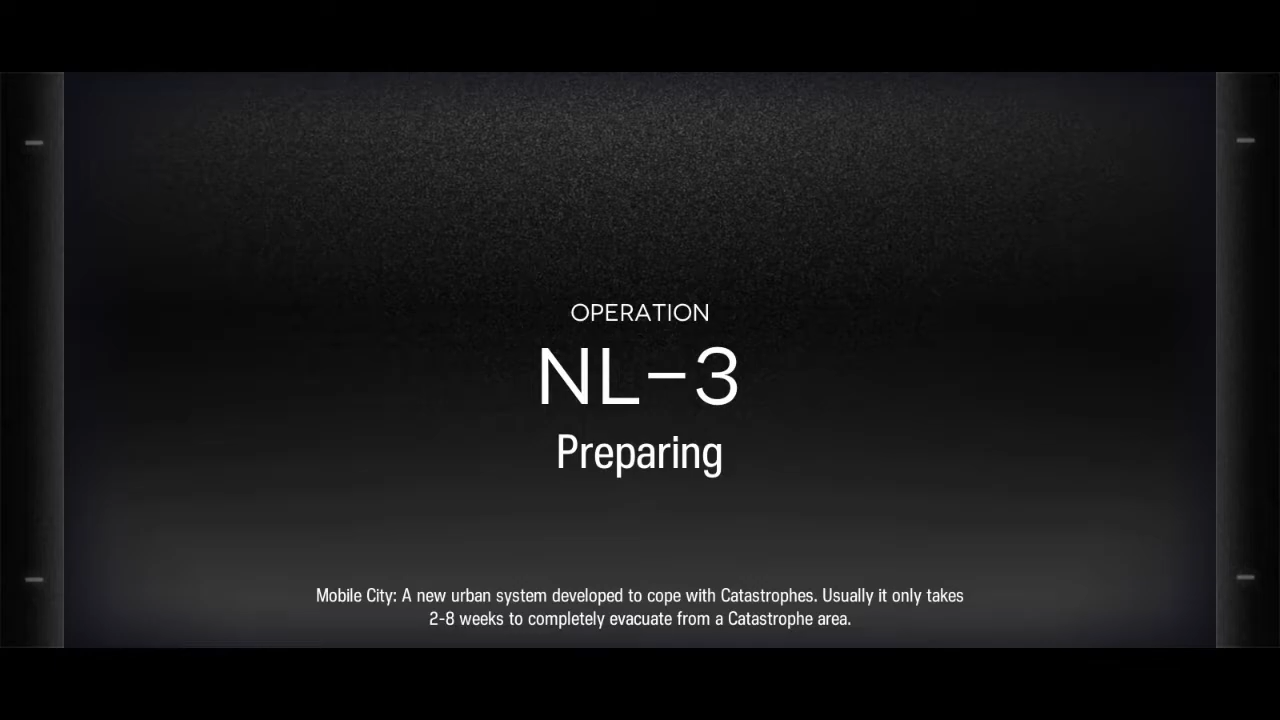 OPERATION
NL-3
Preparing
Mobile City: A new urban system developed to cope with Catastrophes. Usually it only takes
2-8 weeks to completely evacuate from a Catastrophe area.